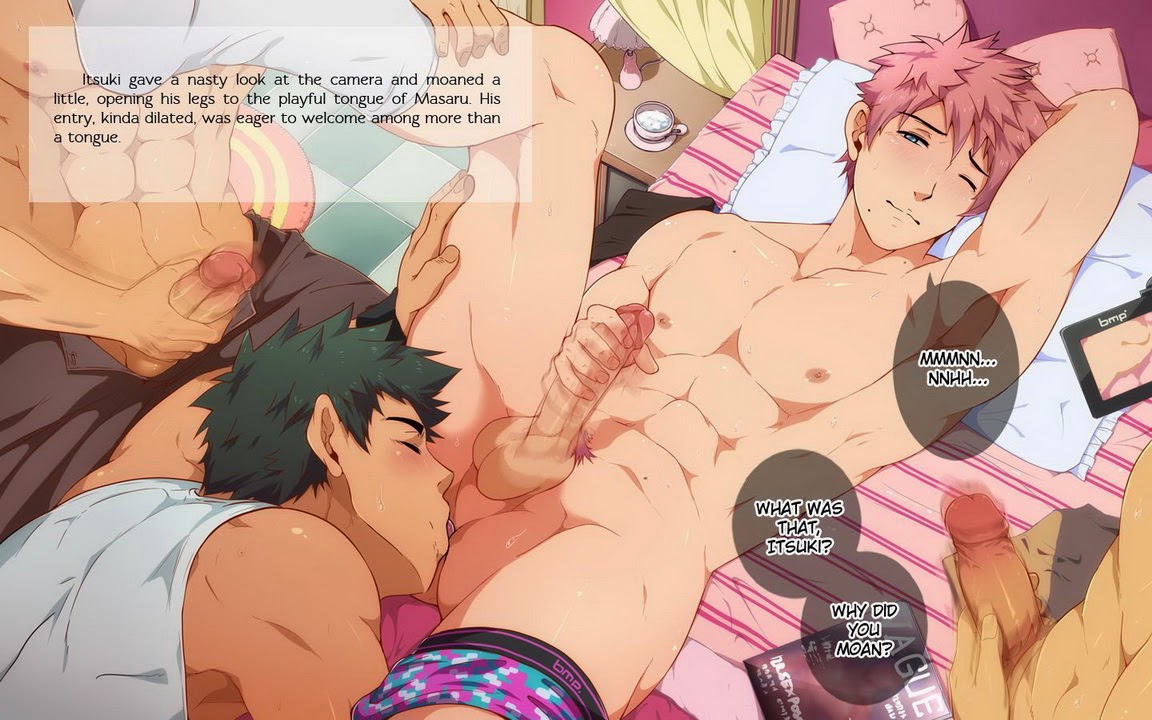 Itsuki gave a nasty look at the camera and moaned a
little, opening his legs to the playful tongue of Masaru. His
entry, kinda dilated, was eager to welcome among more than
a tongue.
bmp
MMMNN...
NNHH...
WHAT WAS
THAT,
ITSUKI?
WHY DID
YOU
MOAN?
bmp.